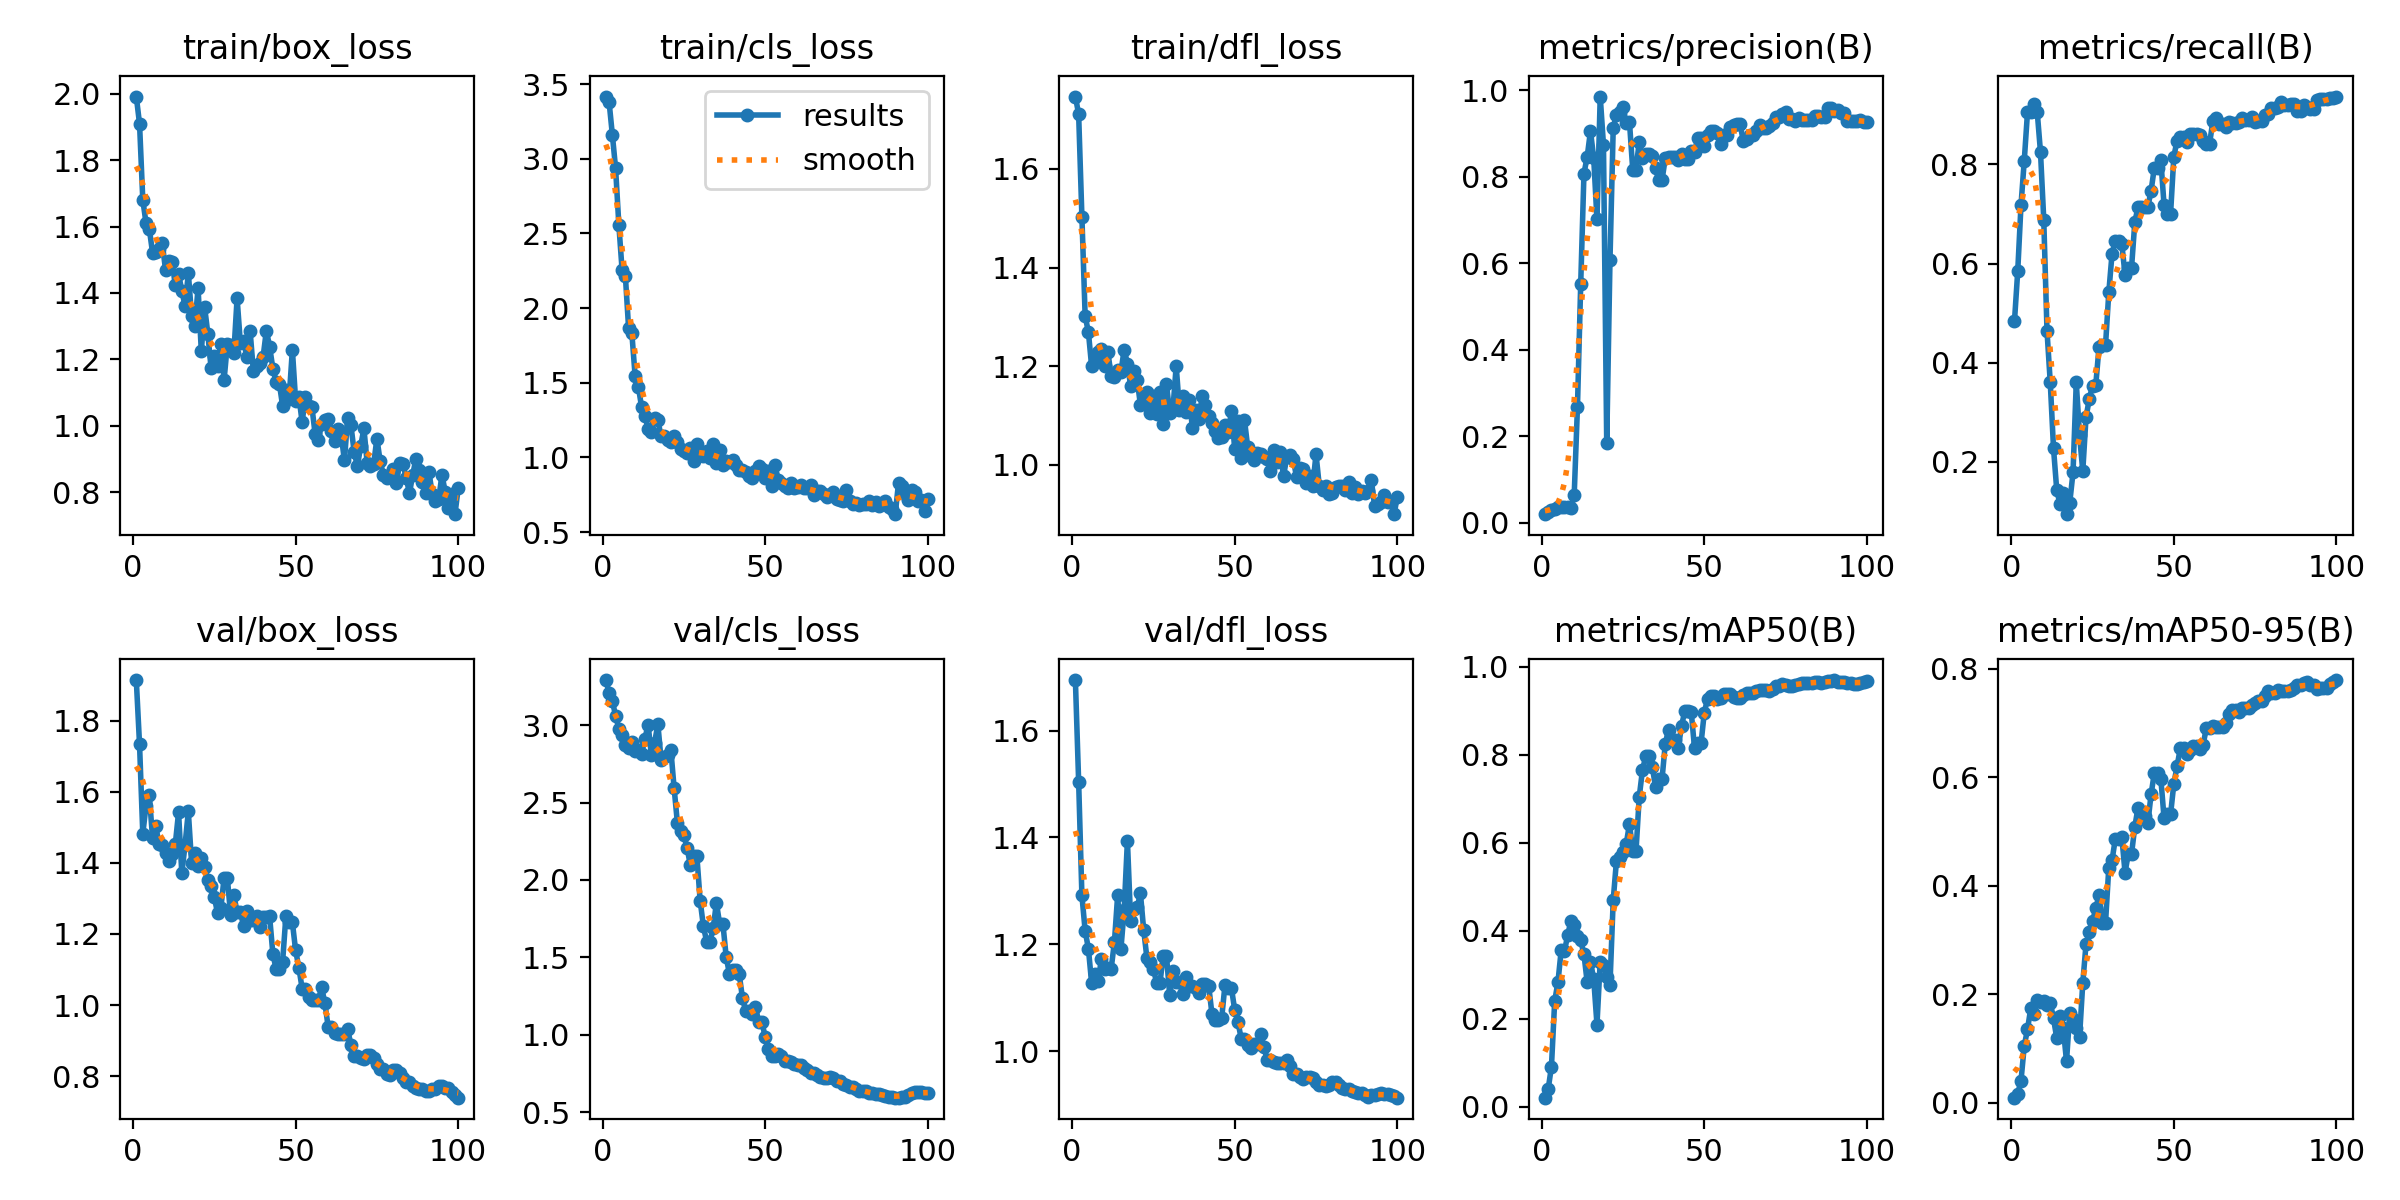 train/box_loss
2.0
1.8
1.6
1.4
1.2
1.0
0.8
0 50 100
train/cls_loss
3.5
3.0
2.5
2.0
1.5
1.0
0.5
results
smooth
0 50 100
train/dfl_loss
1.6
1.4
1.2
1.0
0 50 100
metrics/precision(B)
1.0
0.8
0.6
0.4
0.2
0.0
0 50 100
metrics/recall(B)
0.8
0.6
0.4
0.2
0 50 100
val/box_loss
1.8
1.6
1.4
1.2
1.0
0.8
0 50 100
val/cls_loss
3.0
2.5
2.0
1.5
1.0
0.5
0 50 100
val/dfl_loss
1.6
1.4
1.2
1.0
0 50 100
metrics/mAP50(B)
1.0
0.8
0.6
0.4
0.2
0.0
0 50 100
metrics/mAP50-95(B)
0.8
0.6
0.4
0.2
0.0
0 50 100